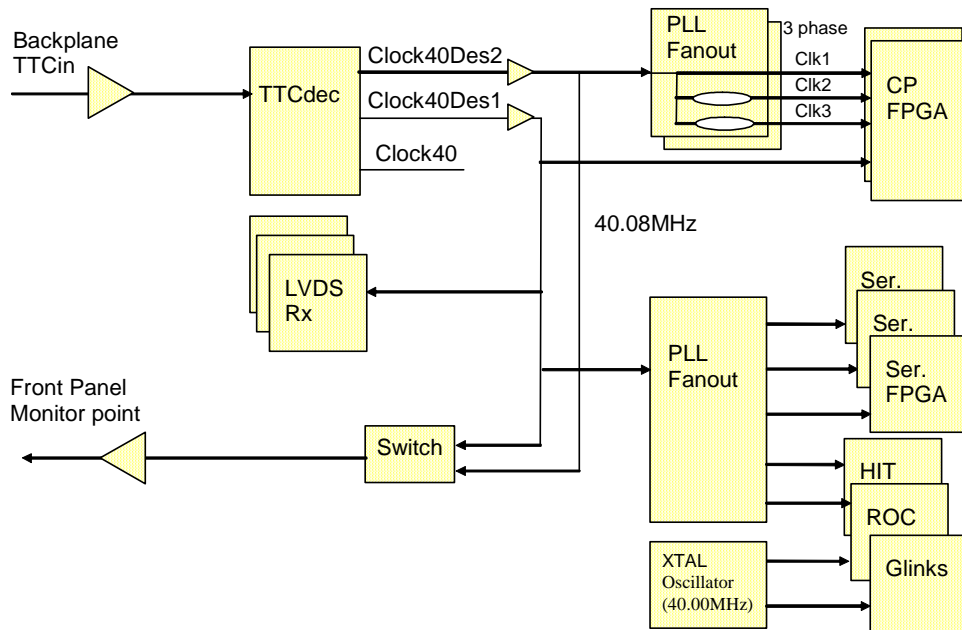 Backplane
TTCin
TTCdec
Clock40Des2
Clock40Des1
Clock40
PLL
Fanout
3 phase
Clk1
Clk2
Clk3
CP
FPGA
40.08MHz
LVDS
Rx
PLL
Fanout
Ser.
Ser.
Ser.
FPGA
Front Panel
Monitor point
Switch
HIT
ROC
Glinks
XTAL
Oscillator
(40.00MHz)